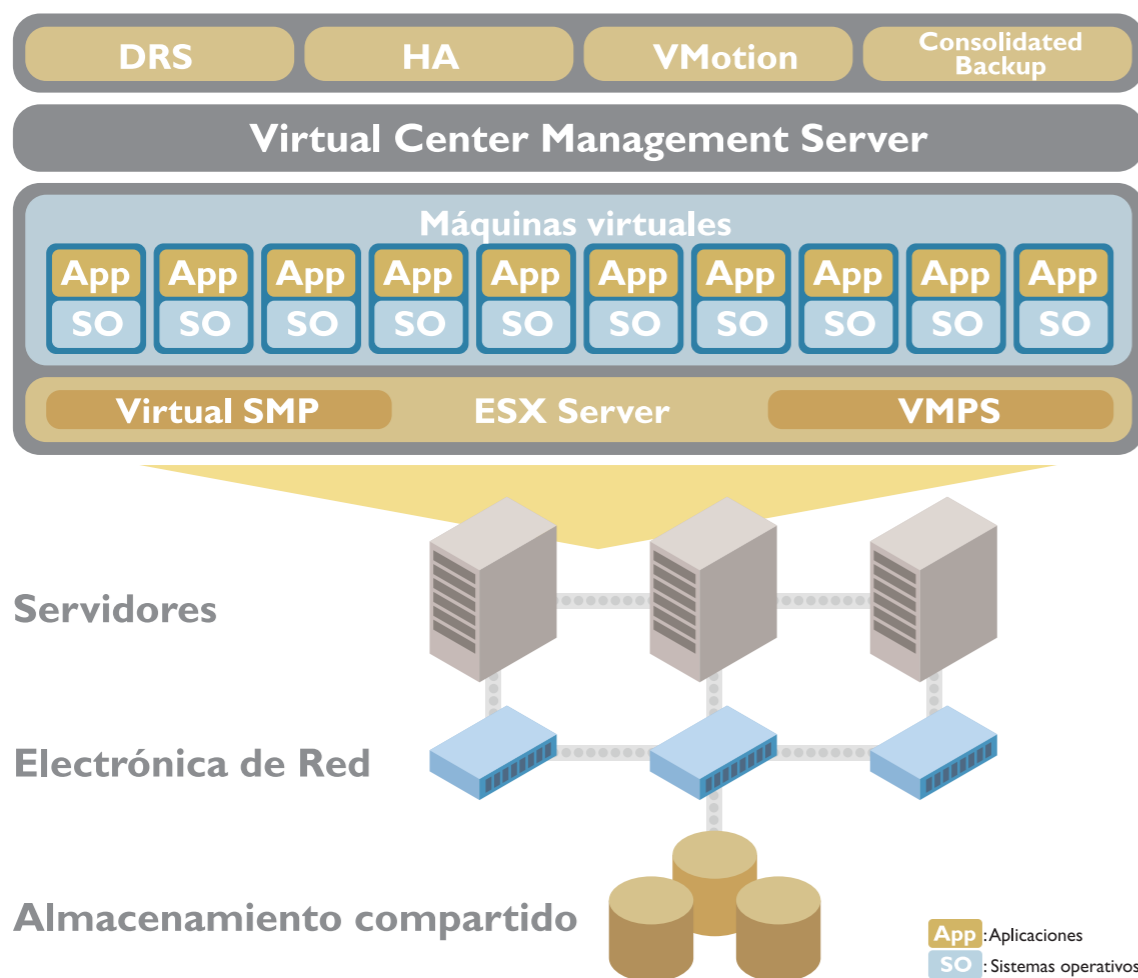 DRS
HA
VMotion
Consolidated
Backup
Virtual Center Management Server
Máquinas virtuales
App App App App App App App App App App
SO SO SO SO SO SO SO SO SO SO
Virtual SMP
ESX Server
VMPS
Servidores
Electrónica de Red
Almacenamiento compartido
App : Aplicaciones
SO : Sistemas operativos